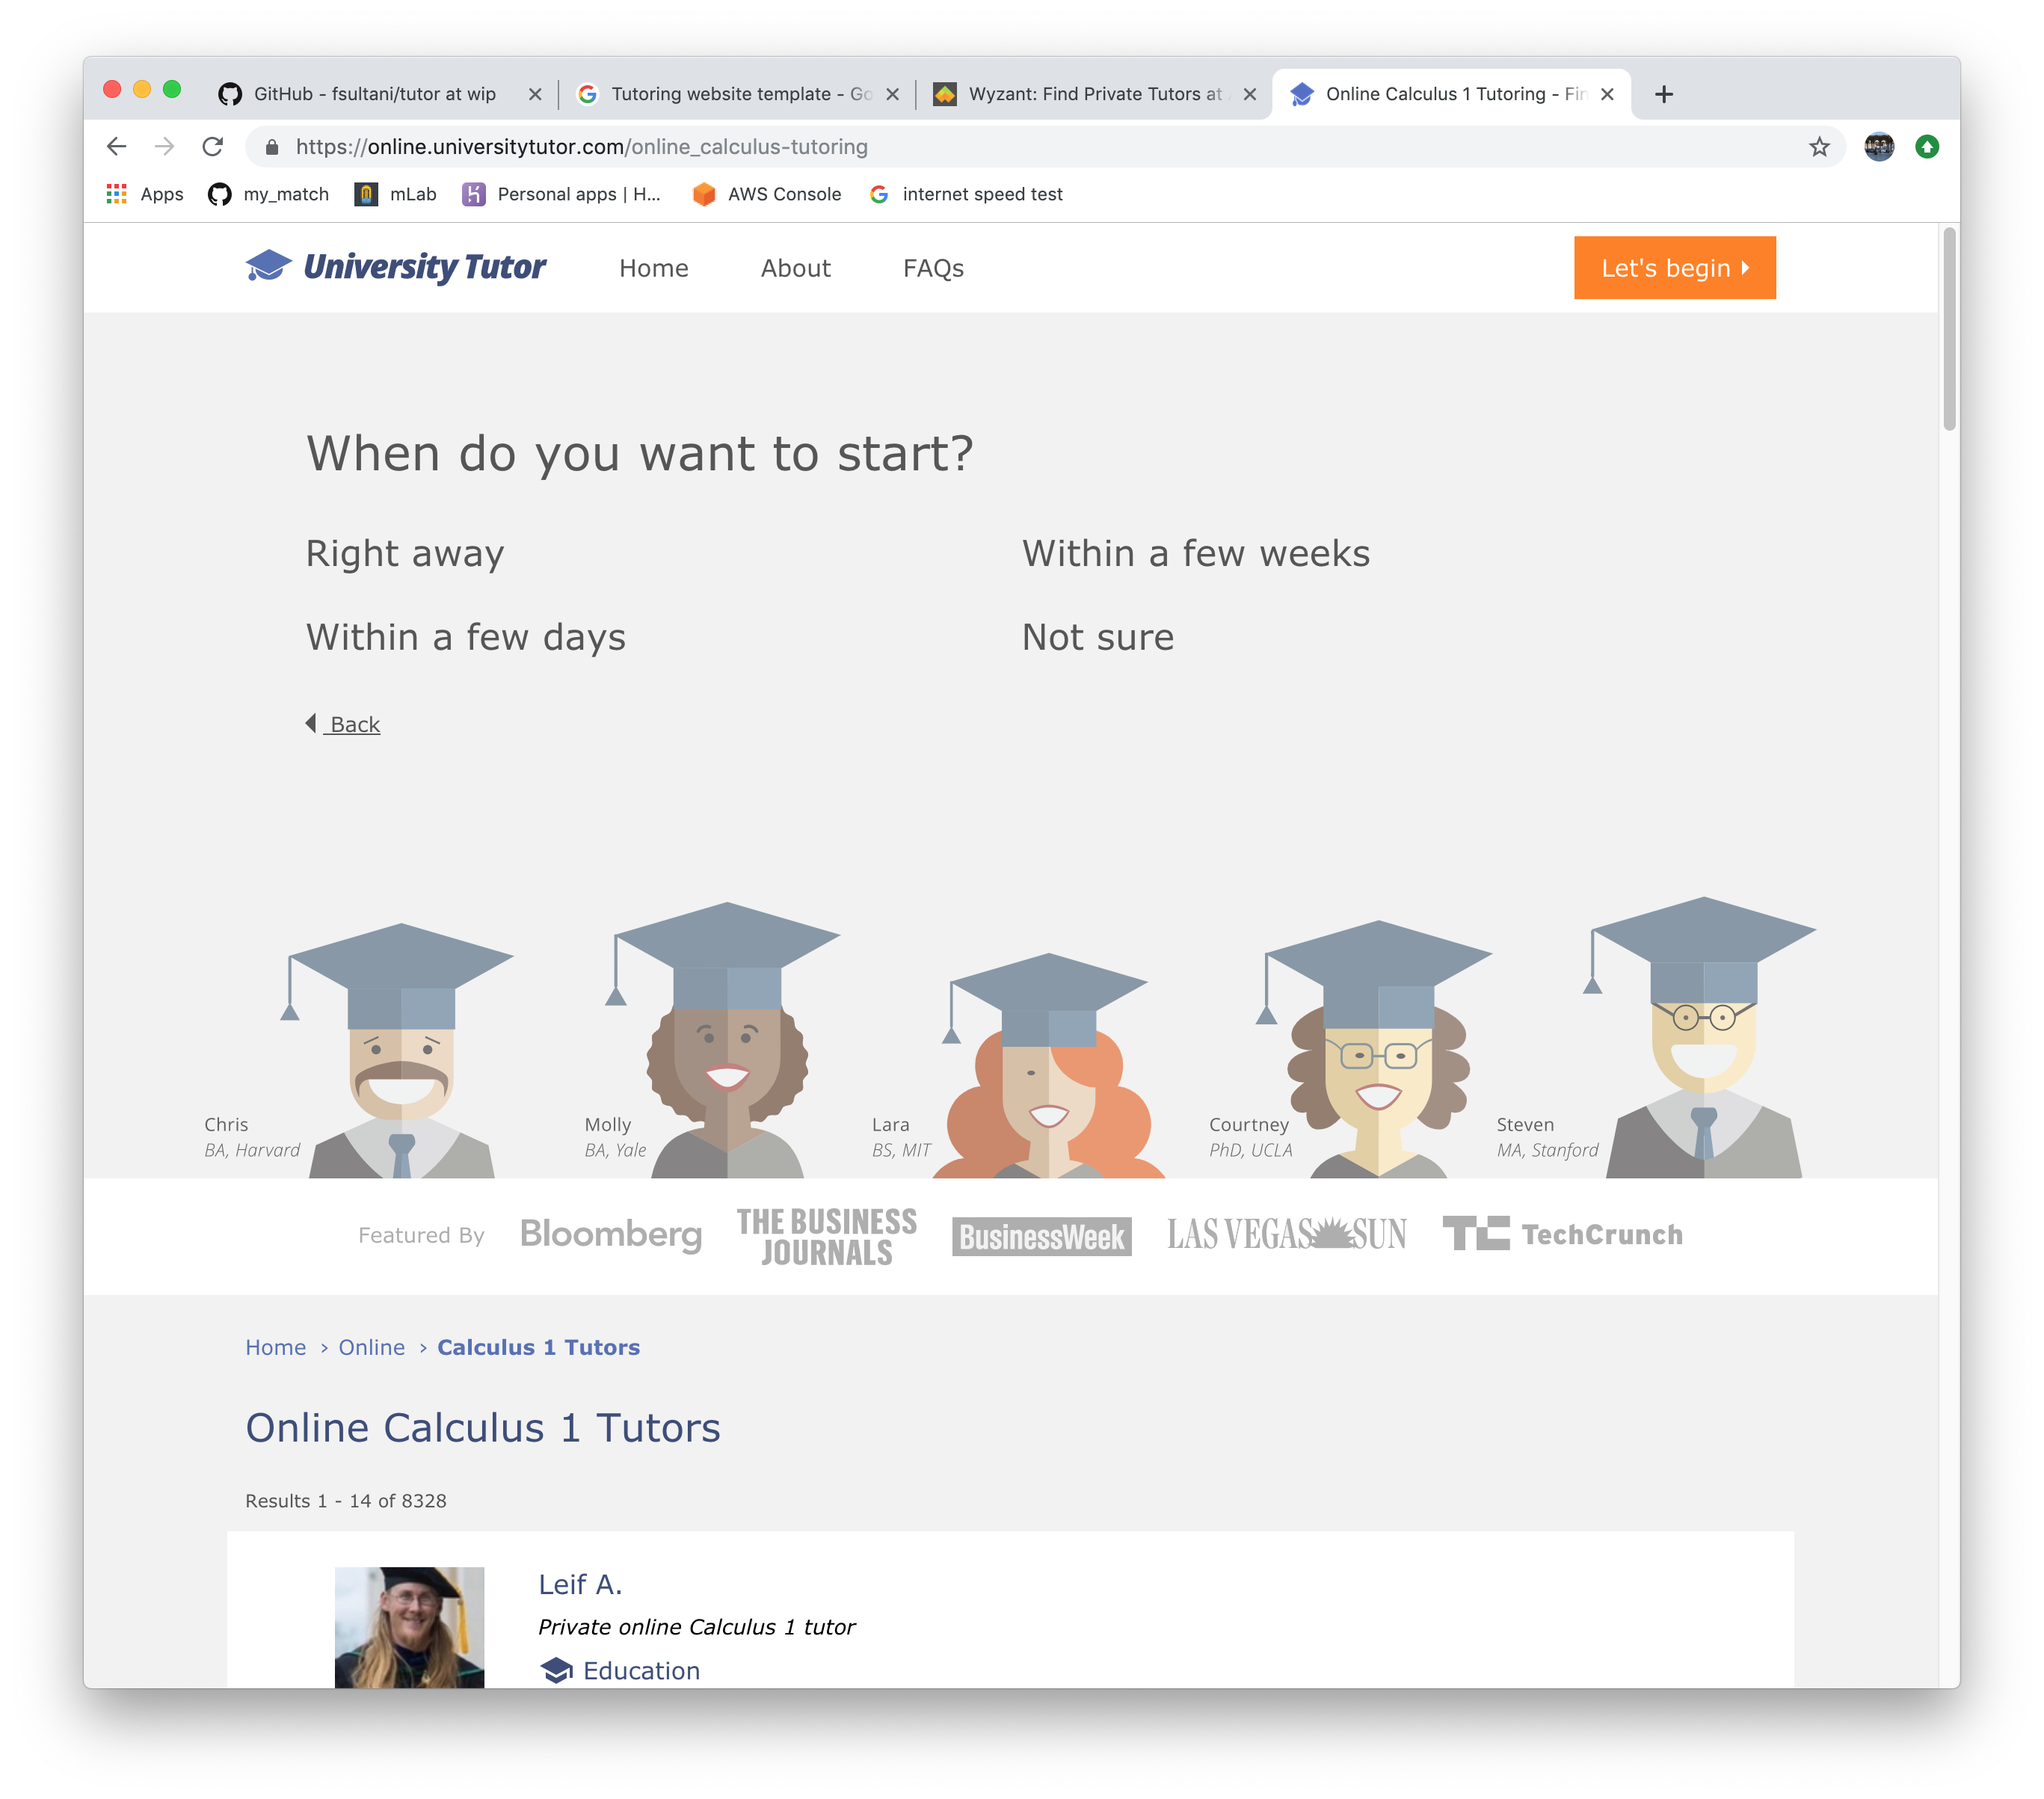 GitHub - fsultani/tutor at wip
Tutoring website template - Go
Wyzant: Find Private Tutors at
Online Calculus 1 Tutoring - Fin
https://online.universitytutor.com/online_calculus-tutoring
Apps
my_match
mLab
Personal apps | H...
AWS Console
internet speed test
University Tutor
Home
About
FAQs
Let's begin
When do you want to start?
Right away
Within a few weeks
Within a few days
Not sure
Back
Chris
BA, Harvard
Molly
BA, Yale
Lara
BS, MIT
Courtney
PhD, UCLA
Steven
MA, Stanford
Featured By
Bloomberg
THE BUSINESS
JOURNALS
BusinessWeek
LAS VEGAS SUN
TC TechCrunch
Home › Online › Calculus 1 Tutors
Online Calculus 1 Tutors
Results 1 - 14 of 8328
Leif A.
Private online Calculus 1 tutor
Education